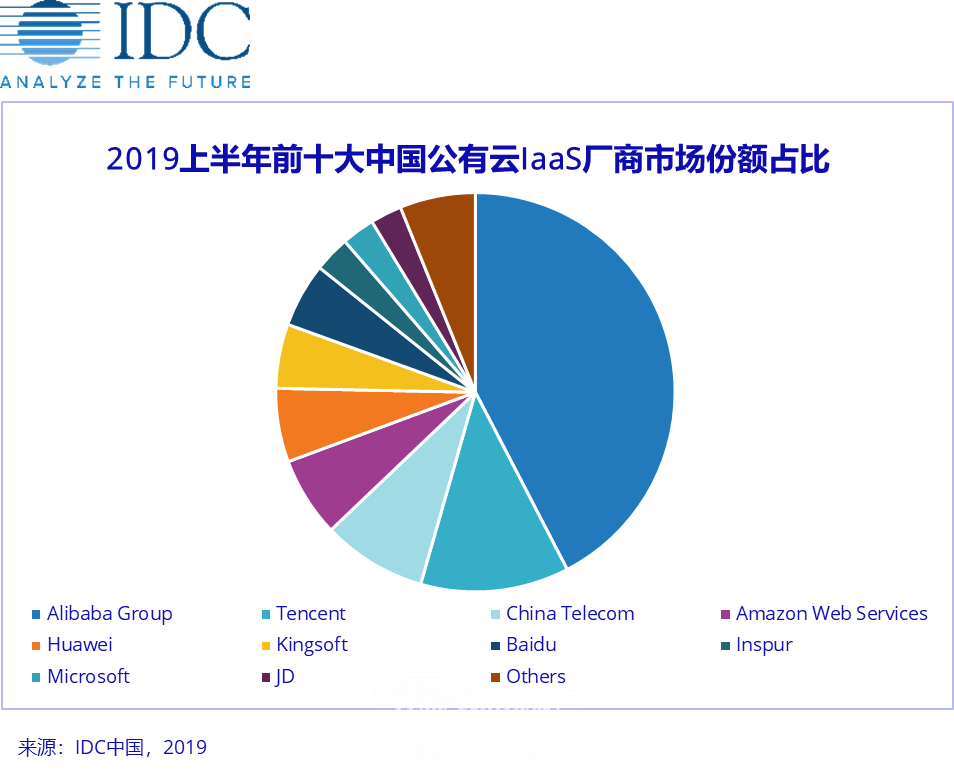 IDC
ANALYZE THE FUTURE
2019上半年前十大中国公有云IaaS厂商市场份额占比
Alibaba Group
Tencent
China Telecom
Amazon Web Services
Huawei
Kingsoft
Baidu
Inspur
Microsoft
JD
Others
来源：IDC中国，2019